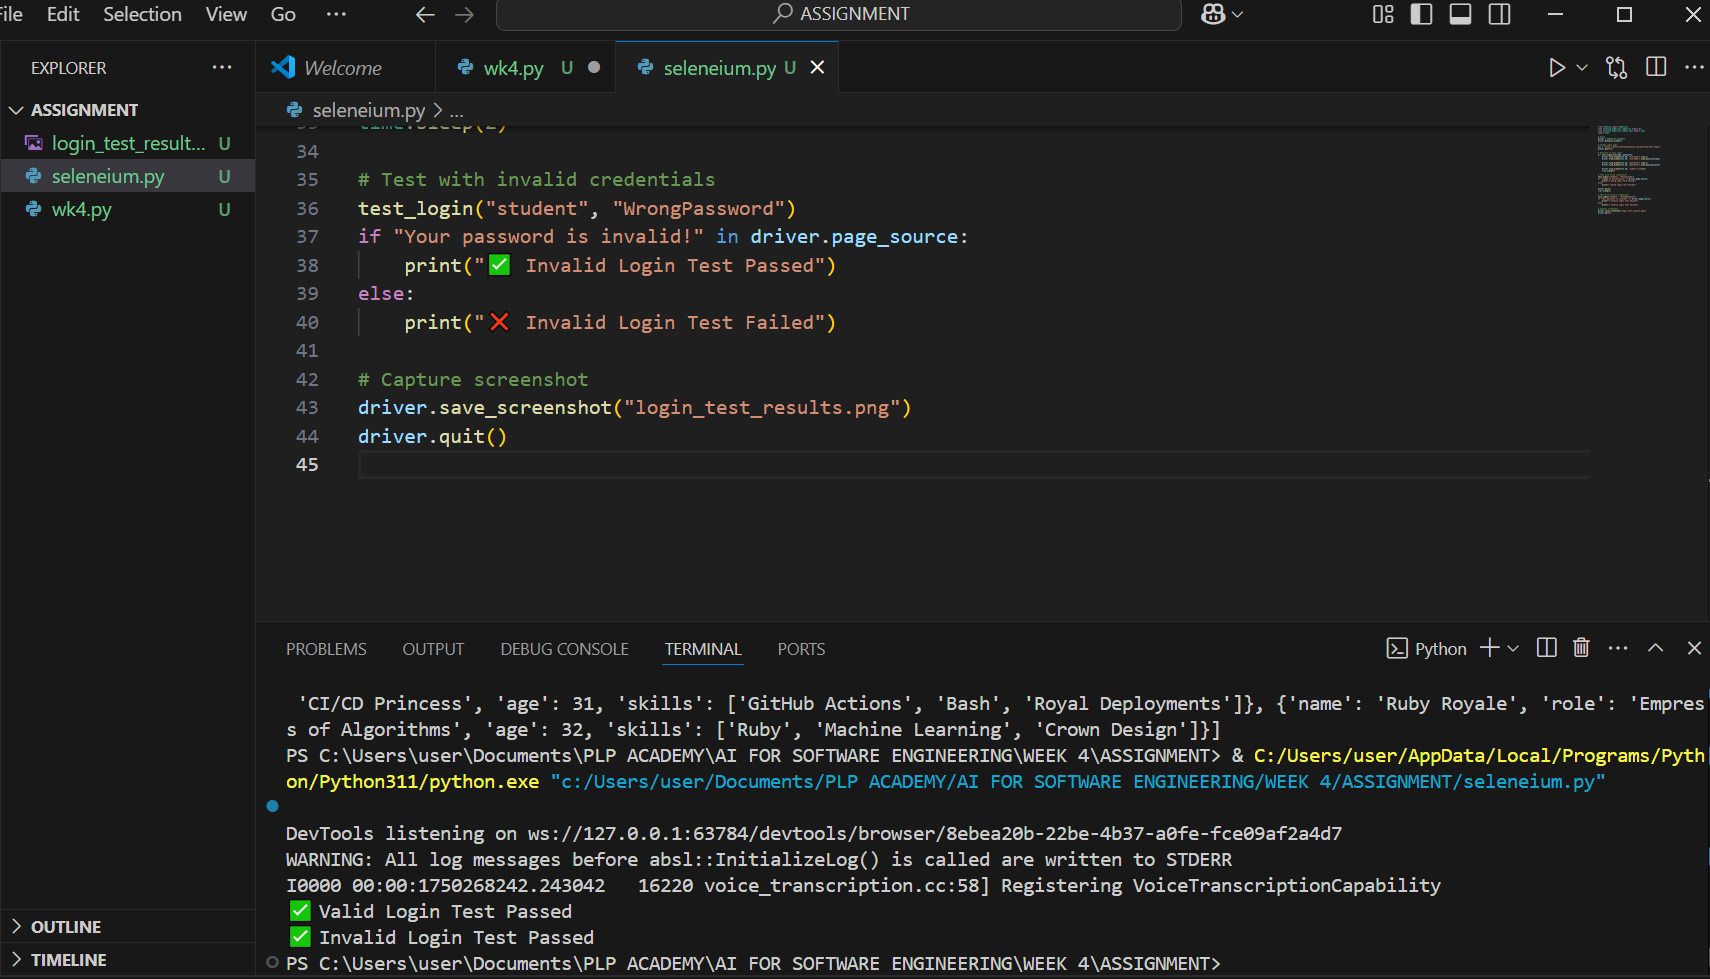 File Edit Selection View Go ···
ASSIGNMENT
EXPLORER ···
ASSIGNMENT
login_test_result... U
seleneium.py U
wk4.py U
OUTLINE
TIMELINE
Welcome
wk4.py U
seleneium.py U
seleneium.py > ...
time.sleep(2)
34
35 # Test with invalid credentials
36 test_login("student", "WrongPassword")
37 if "Your password is invalid!" in driver.page_source:
38 print("✅ Invalid Login Test Passed")
39 else:
40 print("❌ Invalid Login Test Failed")
41
42 # Capture screenshot
43 driver.save_screenshot("login_test_results.png")
44 driver.quit()
45
PROBLEMS OUTPUT DEBUG CONSOLE TERMINAL PORTS
Python
'CI/CD Princess', 'age': 31, 'skills': ['GitHub Actions', 'Bash', 'Royal Deployments']}, {'name': 'Ruby Royale', 'role': 'Empres
s of Algorithms', 'age': 32, 'skills': ['Ruby', 'Machine Learning', 'Crown Design']}]
PS C:\Users\user\Documents\PLP ACADEMY\AI FOR SOFTWARE ENGINEERING\WEEK 4\ASSIGNMENT> & C:/Users/user/AppData/Local/Programs/Pyth
on/Python311/python.exe "c:/Users/user/Documents/PLP ACADEMY/AI FOR SOFTWARE ENGINEERING/WEEK 4/ASSIGNMENT/seleneium.py"
DevTools listening on ws://127.0.0.1:63784/devtools/browser/8ebea20b-22be-4b37-a0fe-fce09af2a4d7
WARNING: All log messages before absl::InitializeLog() is called are written to STDERR
I0000 00:00:1750268242.243042   16220 voice_transcription.cc:58] Registering VoiceTranscriptionCapability
✅ Valid Login Test Passed
✅ Invalid Login Test Passed
PS C:\Users\user\Documents\PLP ACADEMY\AI FOR SOFTWARE ENGINEERING\WEEK 4\ASSIGNMENT>